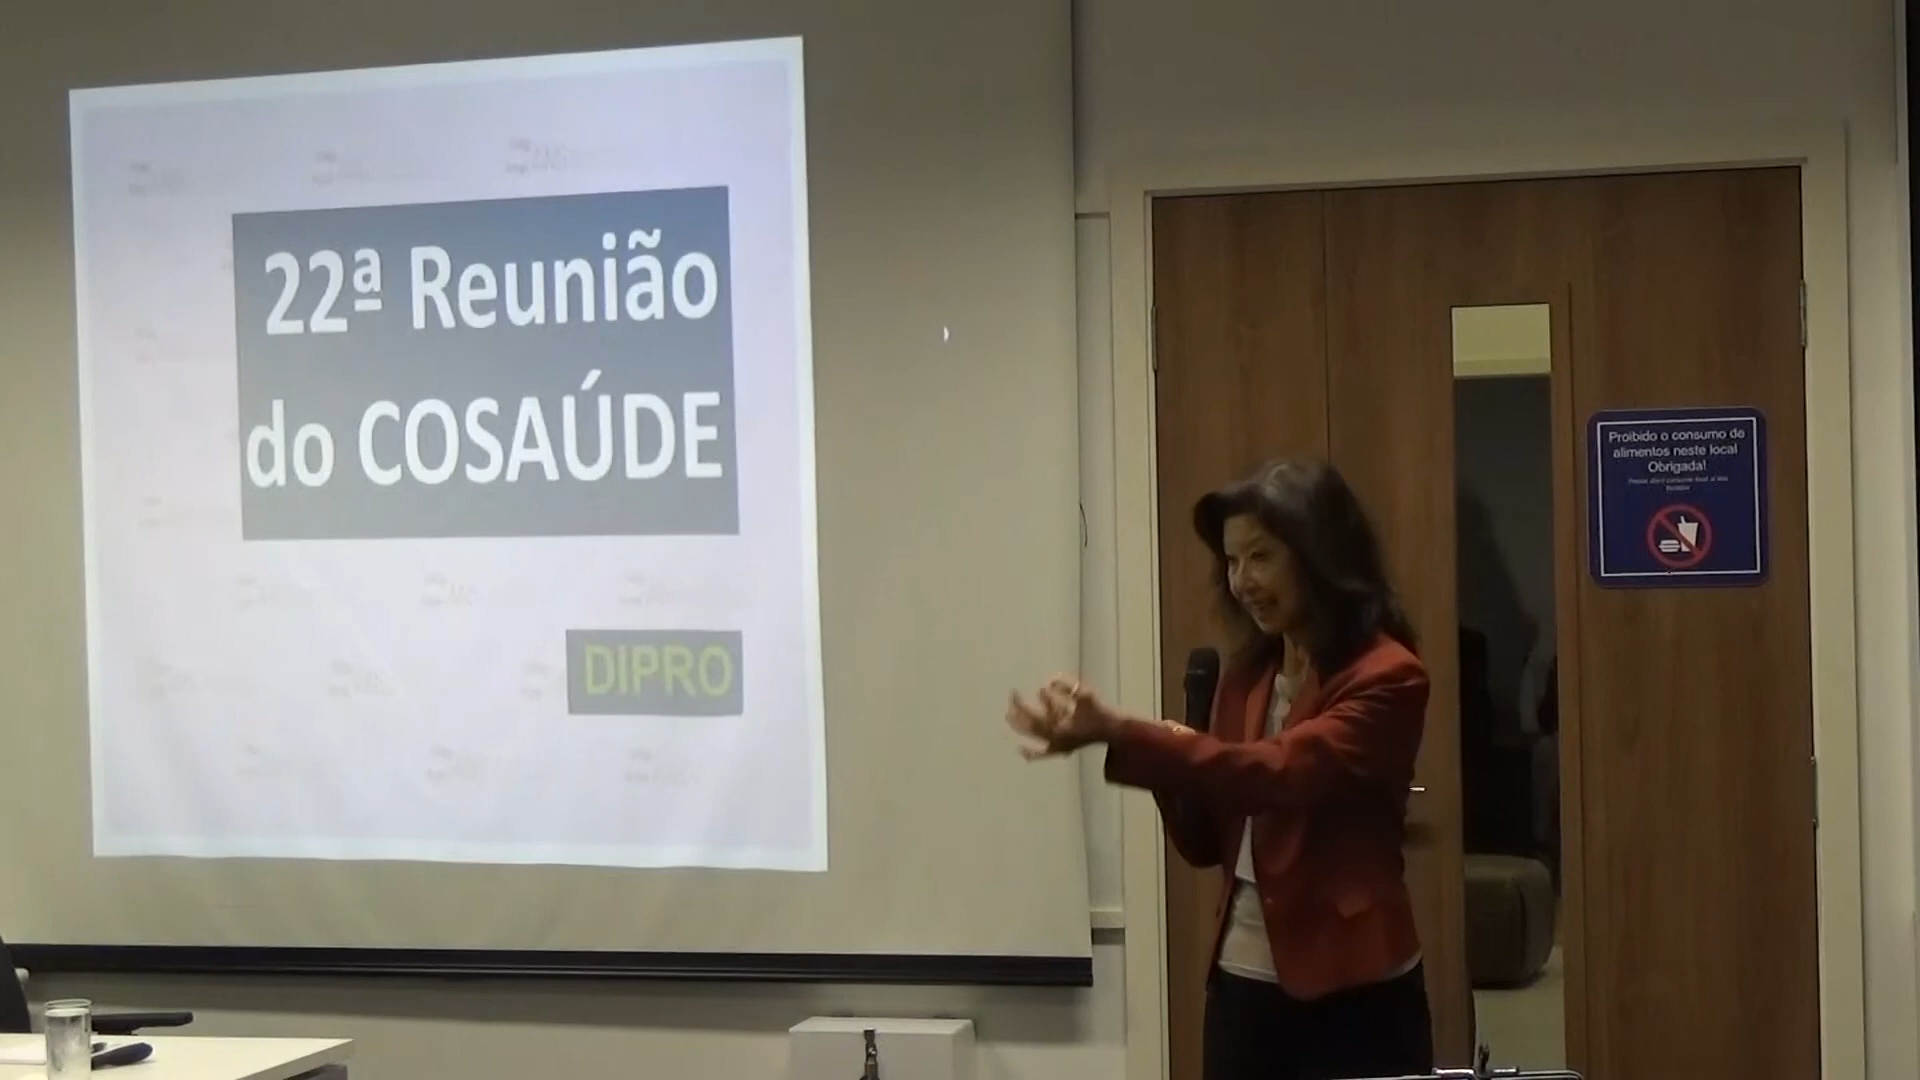 22ª Reunião
do COSAÚDE
DIPRO
Proibido o consumo de
alimentos neste local
Obrigada!